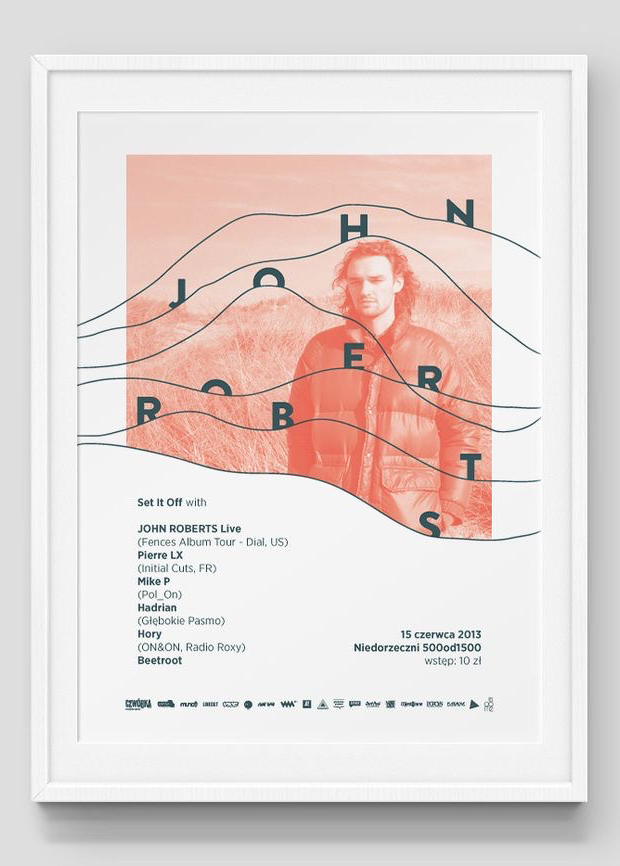 JOHN
ROBERTS
Set It Off with
JOHN ROBERTS Live
(Fences Album Tour - Dial, US)
Pierre LX
(Initial Cuts, FR)
Mike P
(Pol_On)
Hadrian
(Głębokie Pasmo)
Hory
(ON&ON, Radio Roxy)
Beetroot
15 czerwca 2013
Niedorzeczni 500od1500
wstęp: 10 zł
CZWÓRKA